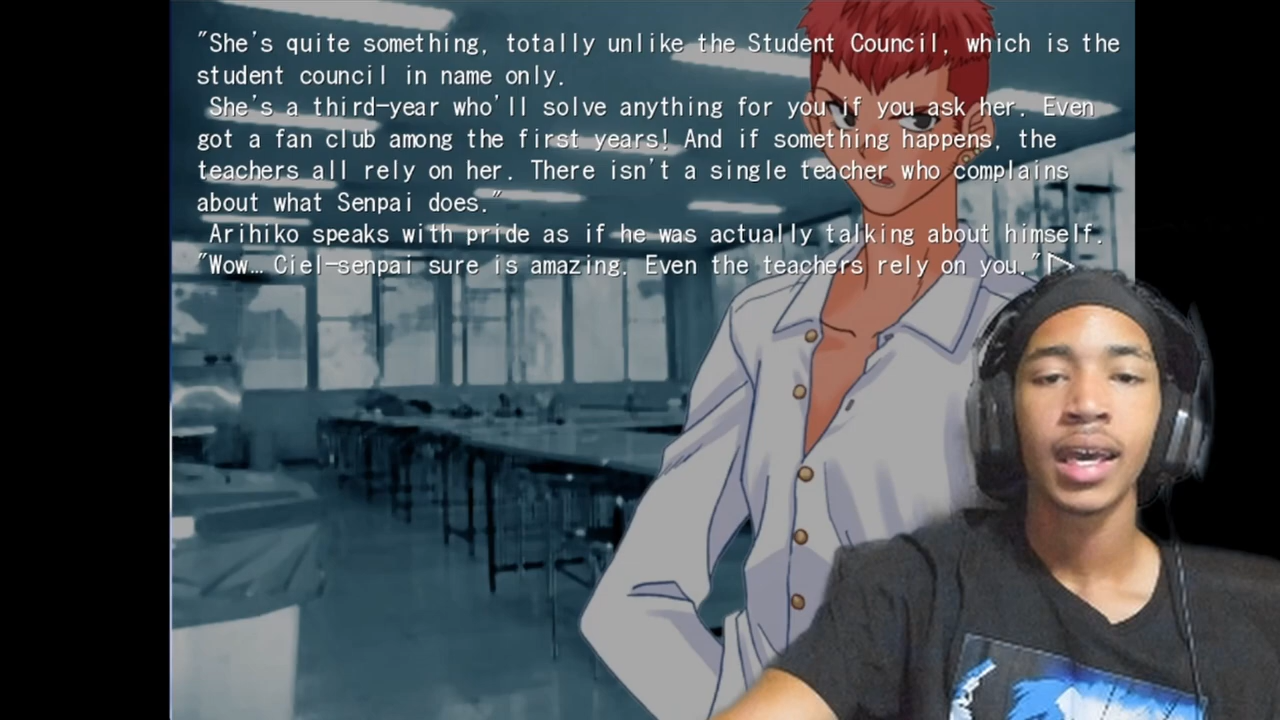 "She's quite something, totally unlike the Student Council, which is the
student council in name only.
She's a third-year who'll solve anything for you if you ask her. Even
got a fan club among the first years! And if something happens, the
teachers all rely on her. There isn't a single teacher who complains
about what Senpai does."
Arihiko speaks with pride as if he was actually talking about himself.
"Wow… Ciel-senpai sure is amazing. Even the teachers rely on you."